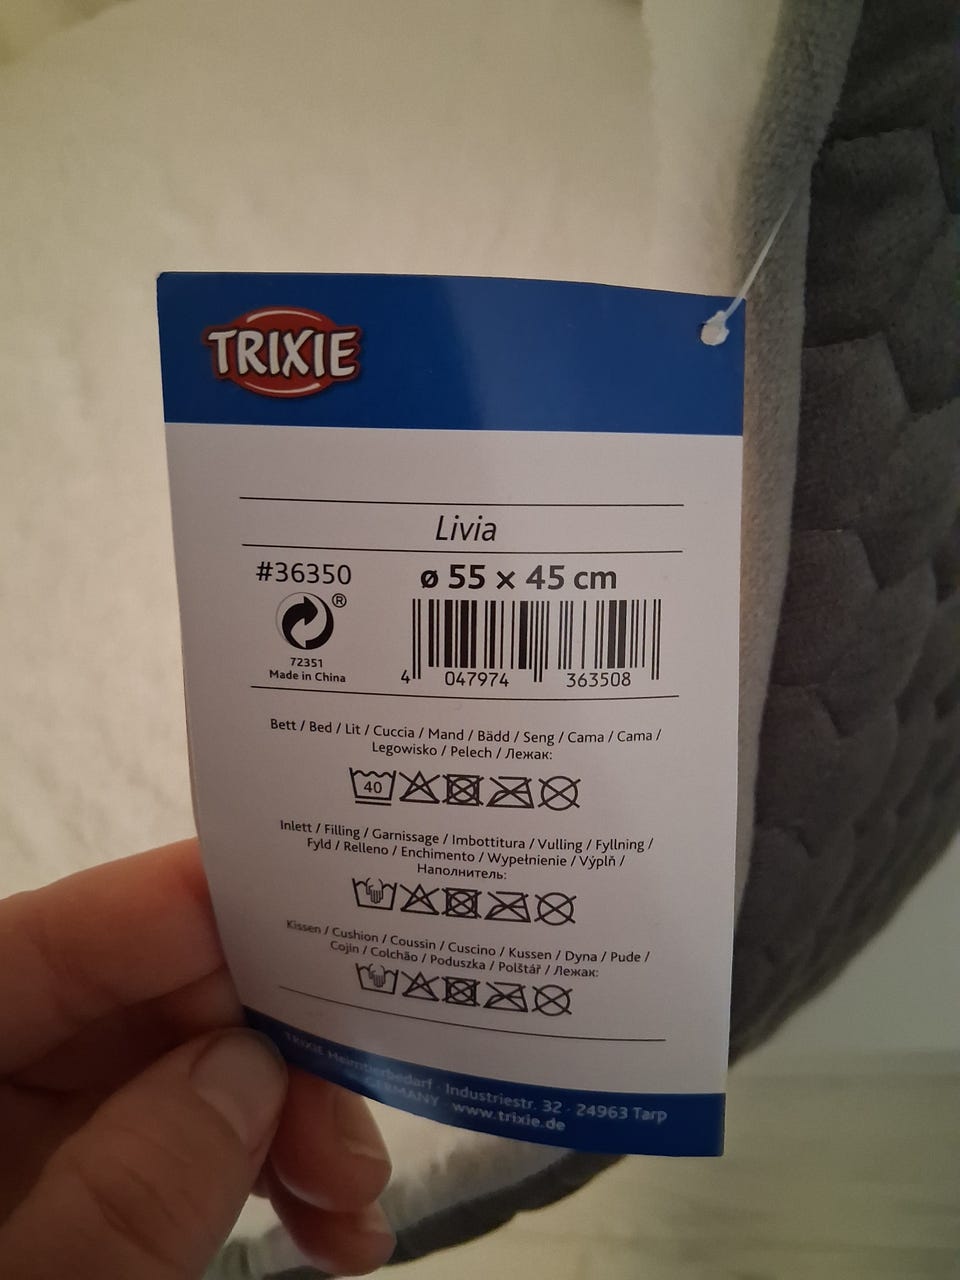 TRIXIE
Livia
#36350
ø 55 x 45 cm
®
72351
Made in China
4 047974 363508
Bett / Bed / Lit / Cuccia / Mand / Bädd / Seng / Cama / Cama /
Legowisko / Pelech / Лежак:
40
Inlett / Filling / Garnissage / Imbottitura / Vulling / Fyllning /
Fyld / Relleno / Enchimento / Wypełnienie / Výplň /
Наполнитель:
Kissen / Cushion / Coussin / Cuscino / Kussen / Dyna / Pude /
Cojín / Colchão / Poduszka / Polštář / Лежак:
TRIXIE Heimtierbedarf · Industriestr. 32 · 24963 Tarp
GERMANY · www.trixie.de